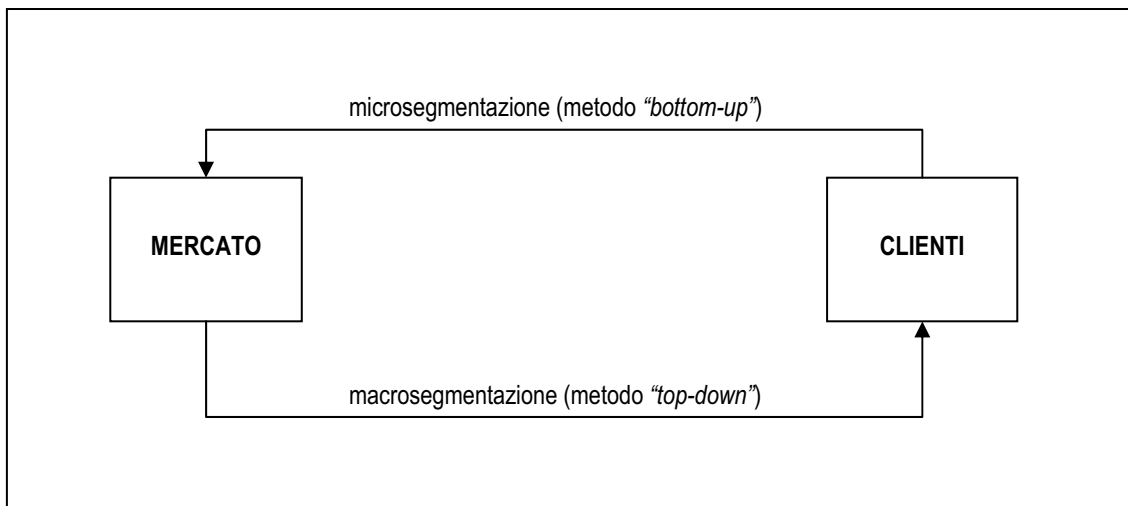 microsegmentazione (metodo “bottom-up”)
MERCATO
CLIENTI
macrosegmentazione (metodo “top-down”)